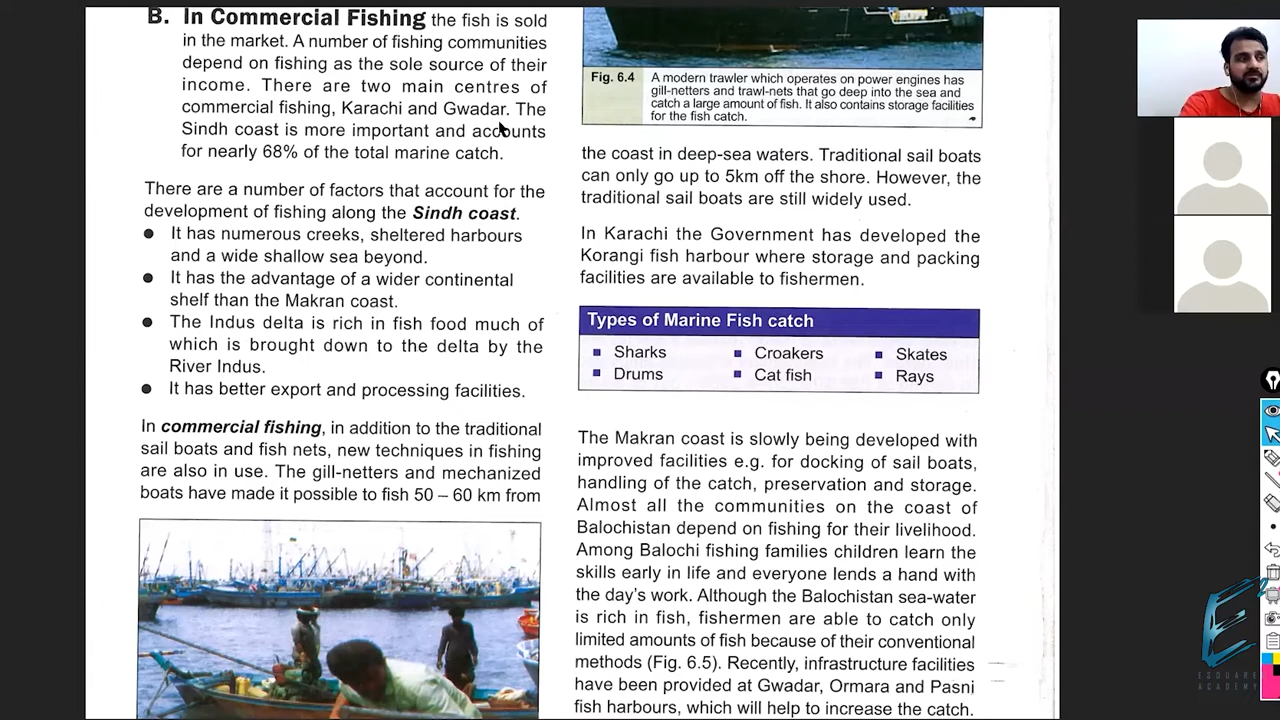 B. In Commercial Fishing the fish is sold
in the market. A number of fishing communities
depend on fishing as the sole source of their
income. There are two main centres of
commercial fishing, Karachi and Gwadar. The
Sindh coast is more important and accounts
for nearly 68% of the total marine catch.
There are a number of factors that account for the
development of fishing along the Sindh coast.
● It has numerous creeks, sheltered harbours
and a wide shallow sea beyond.
● It has the advantage of a wider continental
shelf than the Makran coast.
● The Indus delta is rich in fish food much of
which is brought down to the delta by the
River Indus.
● It has better export and processing facilities.
In commercial fishing, in addition to the traditional
sail boats and fish nets, new techniques in fishing
are also in use. The gill-netters and mechanized
boats have made it possible to fish 50 – 60 km from
Fig. 6.4
A modern trawler which operates on power engines has
gill-netters and trawl-nets that go deep into the sea and
catch a large amount of fish. It also contains storage facilities
for the fish catch.
the coast in deep-sea waters. Traditional sail boats
can only go up to 5km off the shore. However, the
traditional sail boats are still widely used.
In Karachi the Government has developed the
Korangi fish harbour where storage and packing
facilities are available to fishermen.
Types of Marine Fish catch
▪ Sharks ▪ Croakers ▪ Skates
▪ Drums ▪ Cat fish ▪ Rays
The Makran coast is slowly being developed with
improved facilities e.g. for docking of sail boats,
handling of the catch, preservation and storage.
Almost all the communities on the coast of
Balochistan depend on fishing for their livelihood.
Among Balochi fishing families children learn the
skills early in life and everyone lends a hand with
the day's work. Although the Balochistan sea-water
is rich in fish, fishermen are able to catch only
limited amounts of fish because of their conventional
methods (Fig. 6.5). Recently, infrastructure facilities
have been provided at Gwadar, Ormara and Pasni
fish harbours, which will help to increase the catch.
ESQUARE
ACADEMY